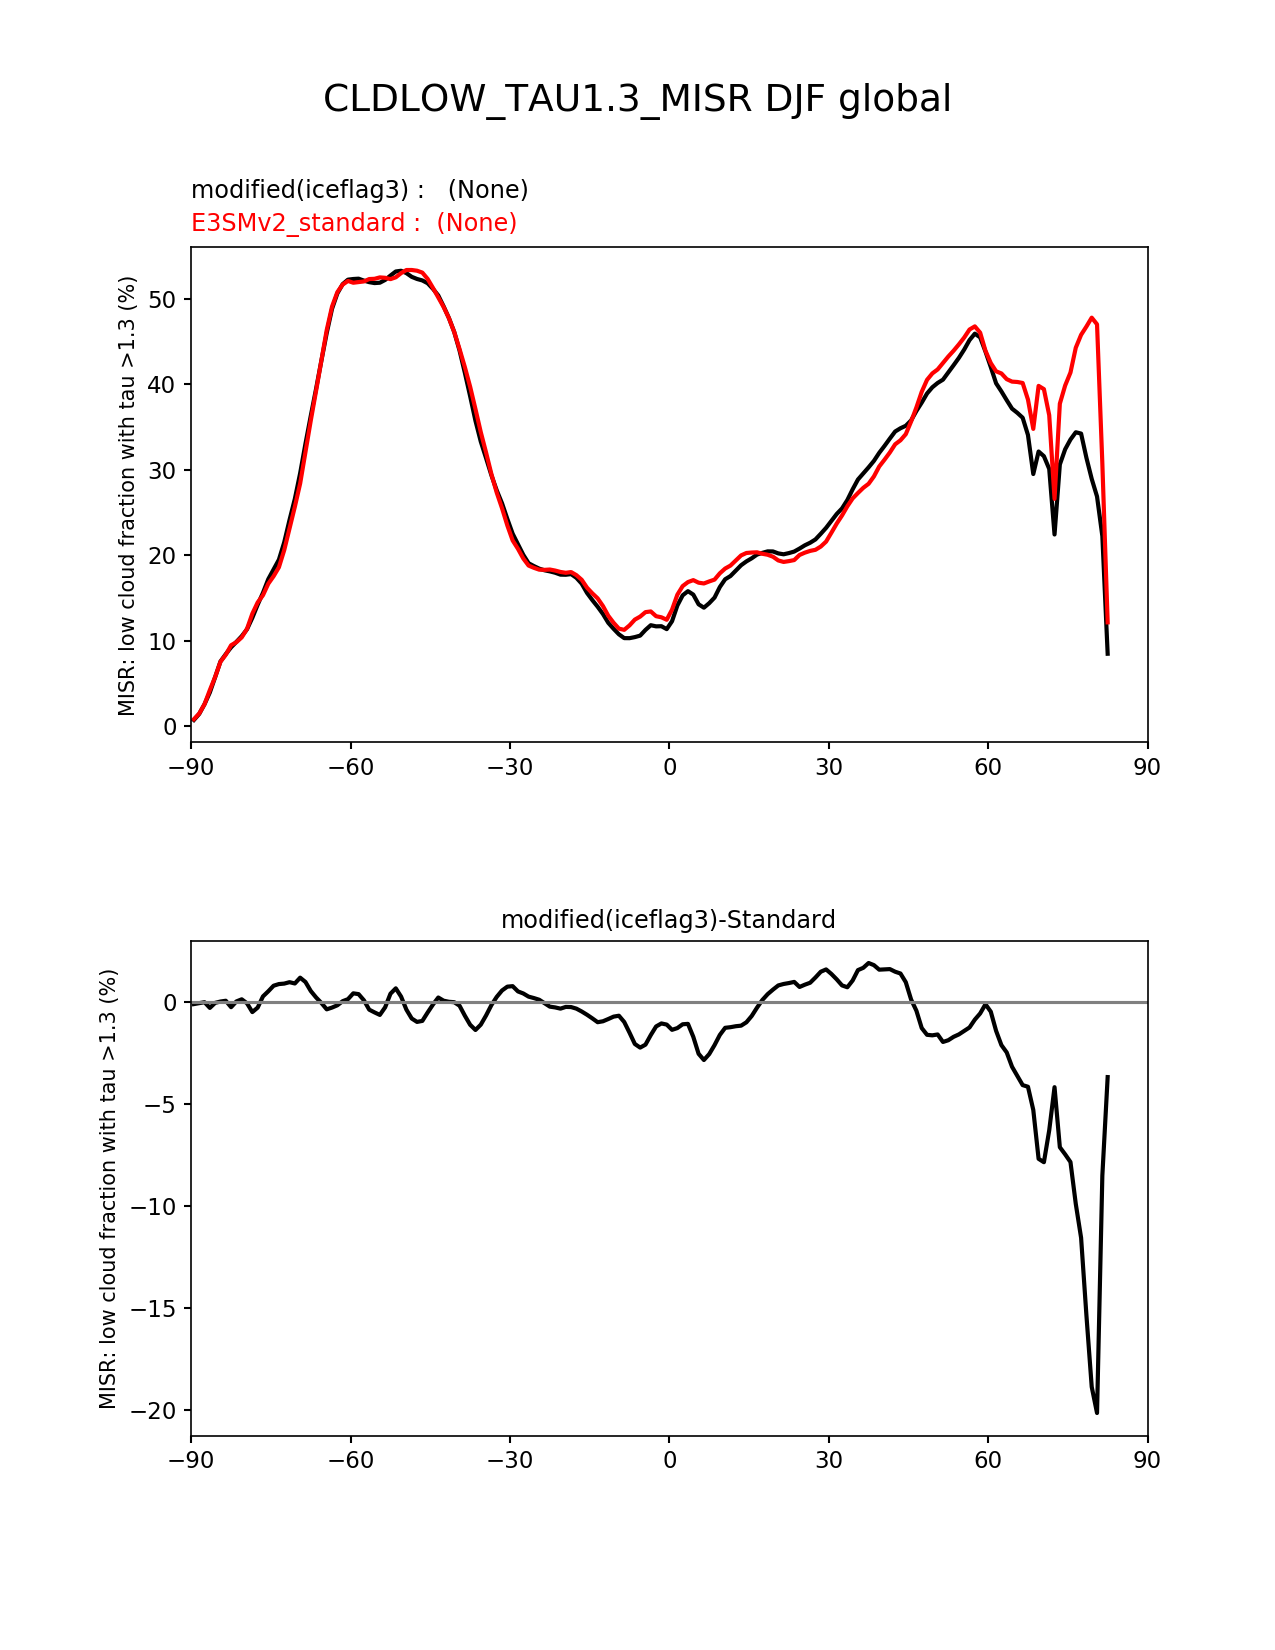 CLDLOW_TAU1.3_MISR DJF global
modified(iceflag3) :   (None)
E3SMv2_standard :  (None)
MISR: low cloud fraction with tau >1.3 (%)
50
40
30
20
10
0
−90 −60 −30 0 30 60 90
modified(iceflag3)-Standard
MISR: low cloud fraction with tau >1.3 (%)
0
−5
−10
−15
−20
−90 −60 −30 0 30 60 90